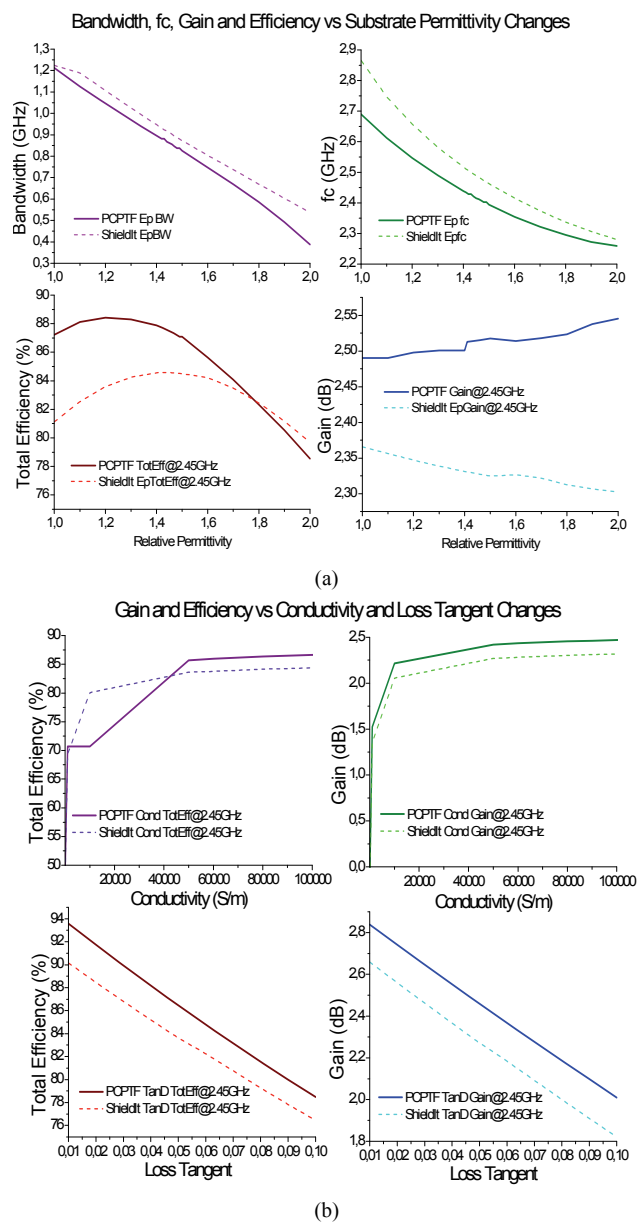 Bandwidth, fc, Gain and Efficiency vs Substrate Permittivity Changes
Bandwidth (GHz)
1,3
1,2
1,1
1,0
0,9
0,8
0,7
0,6
0,5
0,4
0,3
PCPTF Ep BW
ShieldIt EpBW
1,0 1,2 1,4 1,6 1,8 2,0
fc (GHz)
2,9
2,8
2,7
2,6
2,5
2,4
2,3
2,2
PCPTF Ep fc
ShieldIt Epfc
1,0 1,2 1,4 1,6 1,8 2,0
Total Efficiency (%)
90
88
86
84
82
80
78
76
PCPTF TotEff@2.45GHz
ShieldIt EpTotEff@2.45GHz
1,0 1,2 1,4 1,6 1,8 2,0
Relative Permittivity
Gain (dB)
2,55
2,50
2,45
2,40
2,35
2,30
PCPTF Gain@2.45GHz
ShieldIt EpGain@2.45GHz
1,0 1,2 1,4 1,6 1,8 2,0
Relative Permittivity
(a)
Gain and Efficiency vs Conductivity and Loss Tangent Changes
Total Efficiency (%)
90
85
80
75
70
65
60
55
50
PCPTF Cond TotEff@2.45GHz
ShieldIt Cond TotEff@2.45GHz
20000 40000 60000 80000 100000
Conductivity (S/m)
Gain (dB)
2,5
2,0
1,5
1,0
0,5
0,0
PCPTF Cond Gain@2.45GHz
ShieldIt Cond Gain@2.45GHz
20000 40000 60000 80000 100000
Conductivity (S/m)
Total Efficiency (%)
94
92
90
88
86
84
82
80
78
76
PCPTF TanD TotEff@2.45GHz
ShieldIt TanD TotEff@2.45GHz
0,01 0,02 0,03 0,04 0,05 0,06 0,07 0,08 0,09 0,10
Loss Tangent
Gain (dB)
2,8
2,6
2,4
2,2
2,0
1,8
PCPTF TanD Gain@2.45GHz
ShieldIt TanD Gain@2.45GHz
0,01 0,02 0,03 0,04 0,05 0,06 0,07 0,08 0,09 0,10
Loss Tangent
(b)